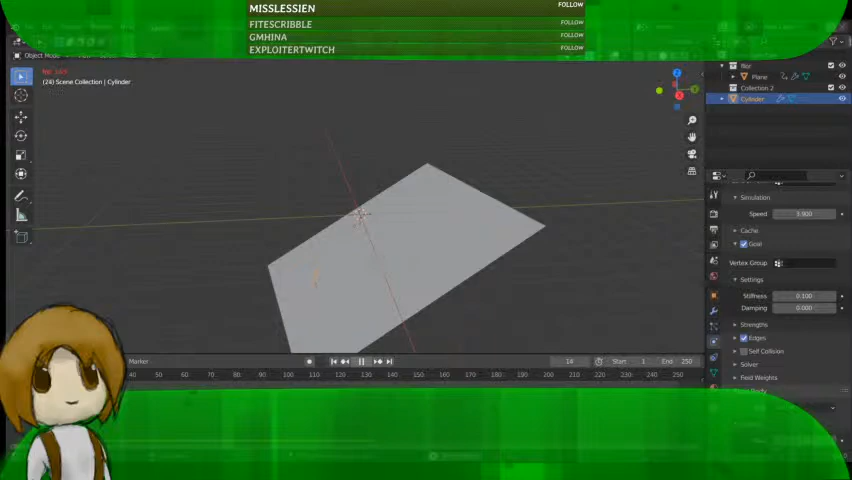 MISSLESSIEN FOLLOW
FITESCRIBBLE FOLLOW
GMHINA FOLLOW
EXPLOITERTWITCH FOLLOW
Object Mode
(24) Scene Collection | Cylinder
Plane
Collection 2
Cylinder
Simulation
Speed 3.900
Cache
Goal
Vertex Group
Settings
Stiffness 0.100
Damping 0.000
Strengths
Edges
Self Collision
Solver
Field Weights
Marker
Start 1 End 250
40 50 60 70 80 90 100 110 120 130 140 150 160 170 180 190 200 210 220 230 240 250